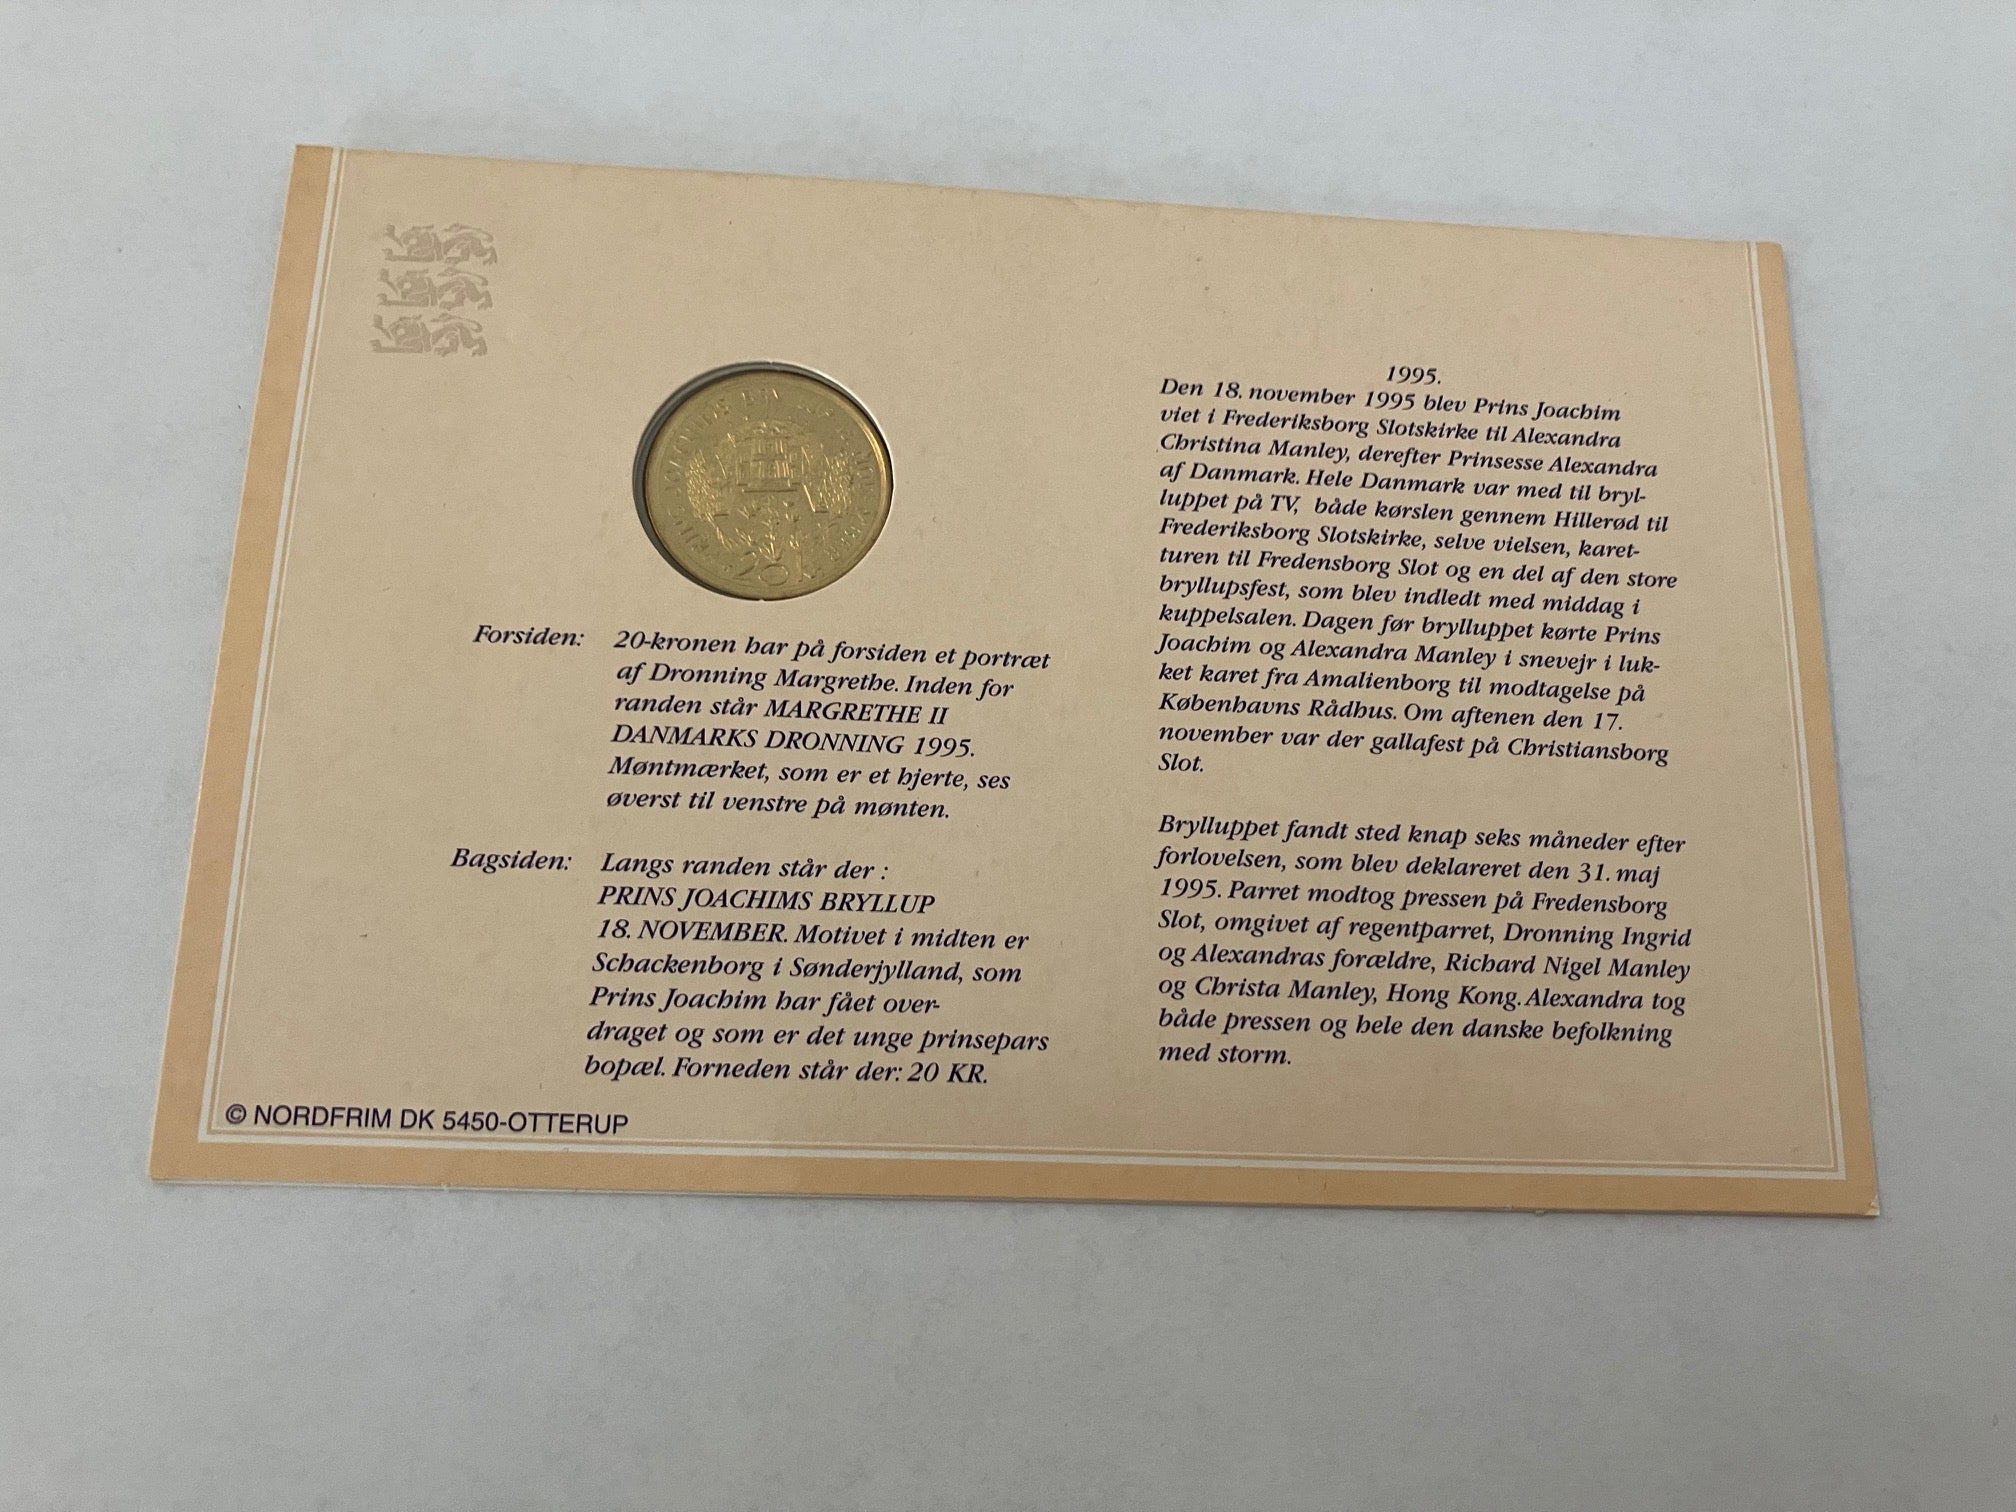 Forsiden: 20-kronen har på forsiden et portræt
af Dronning Margrethe. Inden for
randen står MARGRETHE II
DANMARKS DRONNING 1995.
Møntmærket, som er et hjerte, ses
øverst til venstre på mønten.
Bagsiden: Langs randen står der :
PRINS JOACHIMS BRYLLUP
18. NOVEMBER. Motivet i midten er
Schackenborg i Sønderjylland, som
Prins Joachim har fået over-
draget og som er det unge prinsepars
bopæl. Forneden står der: 20 KR.
© NORDFRIM DK 5450-OTTERUP
1995.
Den 18. november 1995 blev Prins Joachim
viet i Frederiksborg Slotskirke til Alexandra
Christina Manley, derefter Prinsesse Alexandra
af Danmark. Hele Danmark var med til bryl-
luppet på TV, både kørslen gennem Hillerød til
Frederiksborg Slotskirke, selve vielsen, karet-
turen til Fredensborg Slot og en del af den store
bryllupsfest, som blev indledt med middag i
kuppelsalen. Dagen før brylluppet kørte Prins
Joachim og Alexandra Manley i snevejr i luk-
ket karet fra Amalienborg til modtagelse på
Københavns Rådhus. Om aftenen den 17.
november var der gallafest på Christiansborg
Slot.
Brylluppet fandt sted knap seks måneder efter
forlovelsen, som blev deklareret den 31. maj
1995. Parret modtog pressen på Fredensborg
Slot, omgivet af regentparret, Dronning Ingrid
og Alexandras forældre, Richard Nigel Manley
og Christa Manley, Hong Kong. Alexandra tog
både pressen og hele den danske befolkning
med storm.